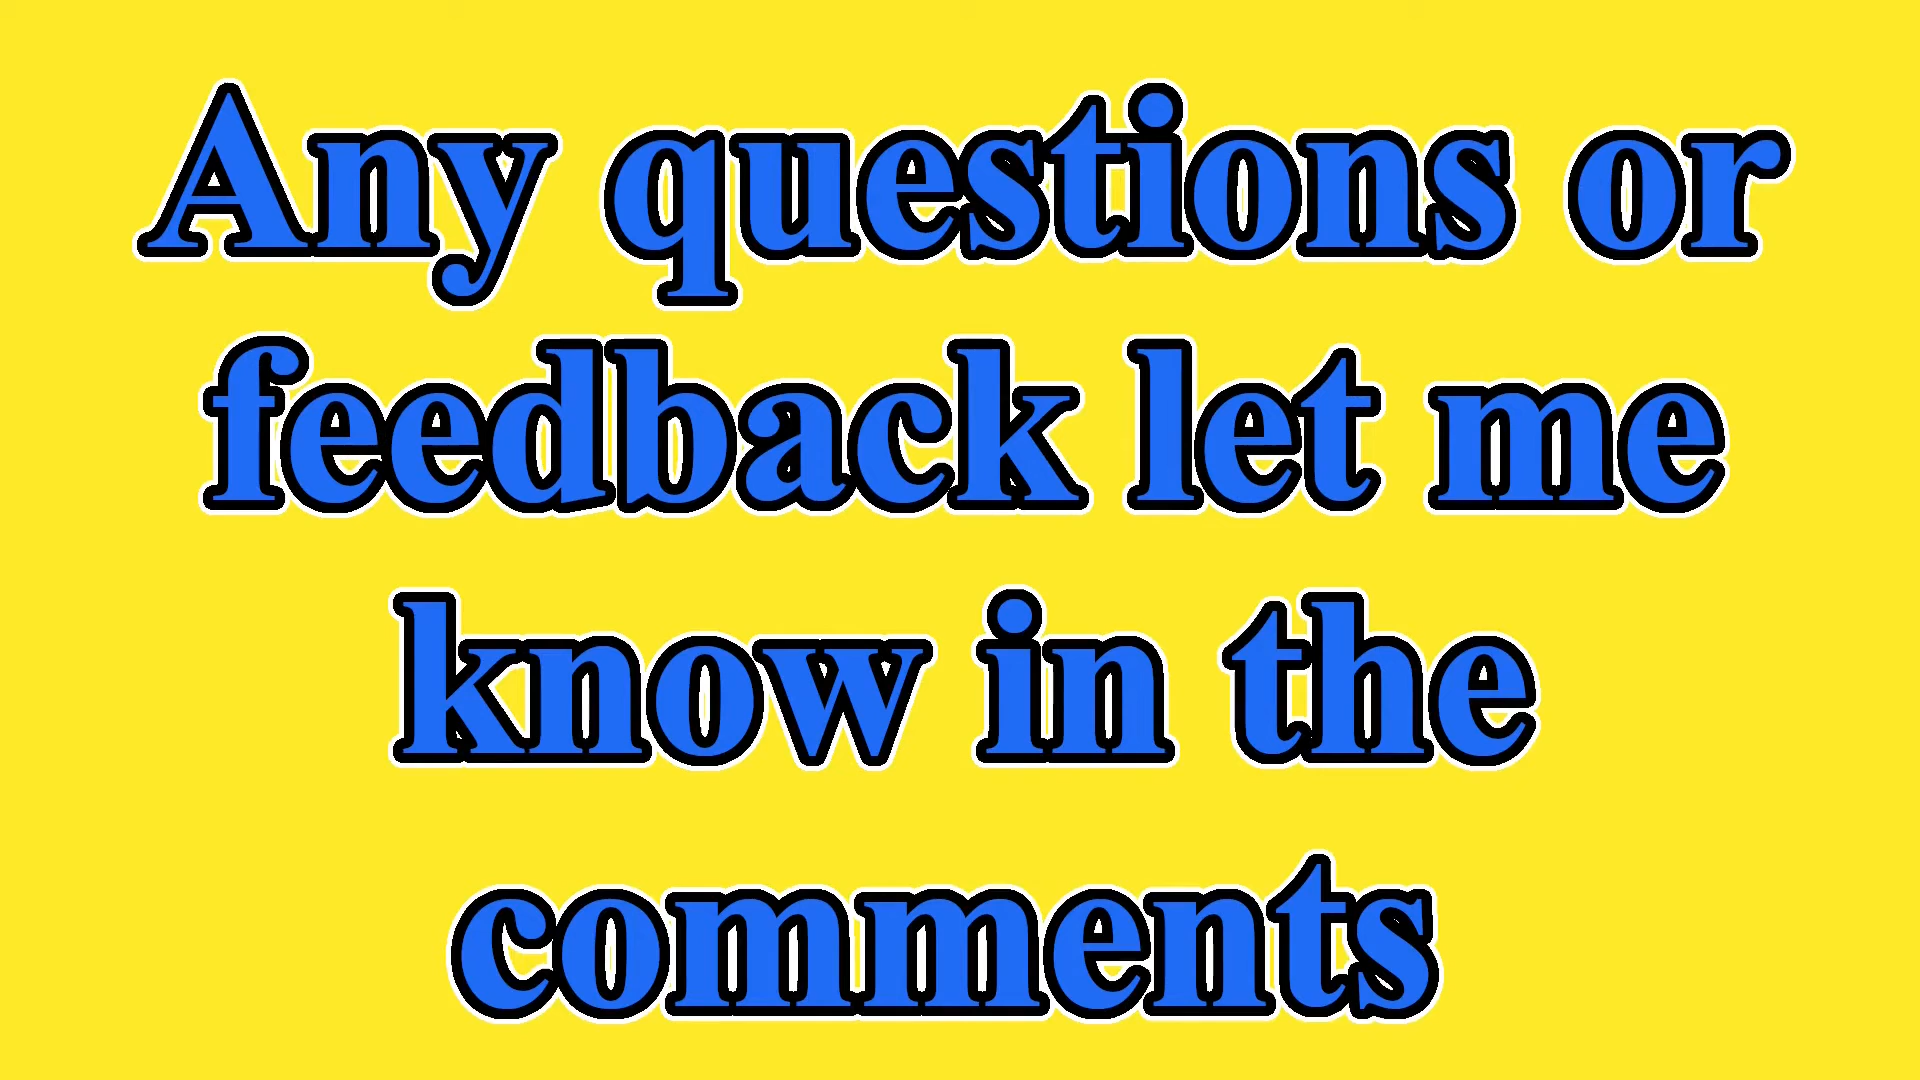 Any questions or
feedback let me
know in the
comments